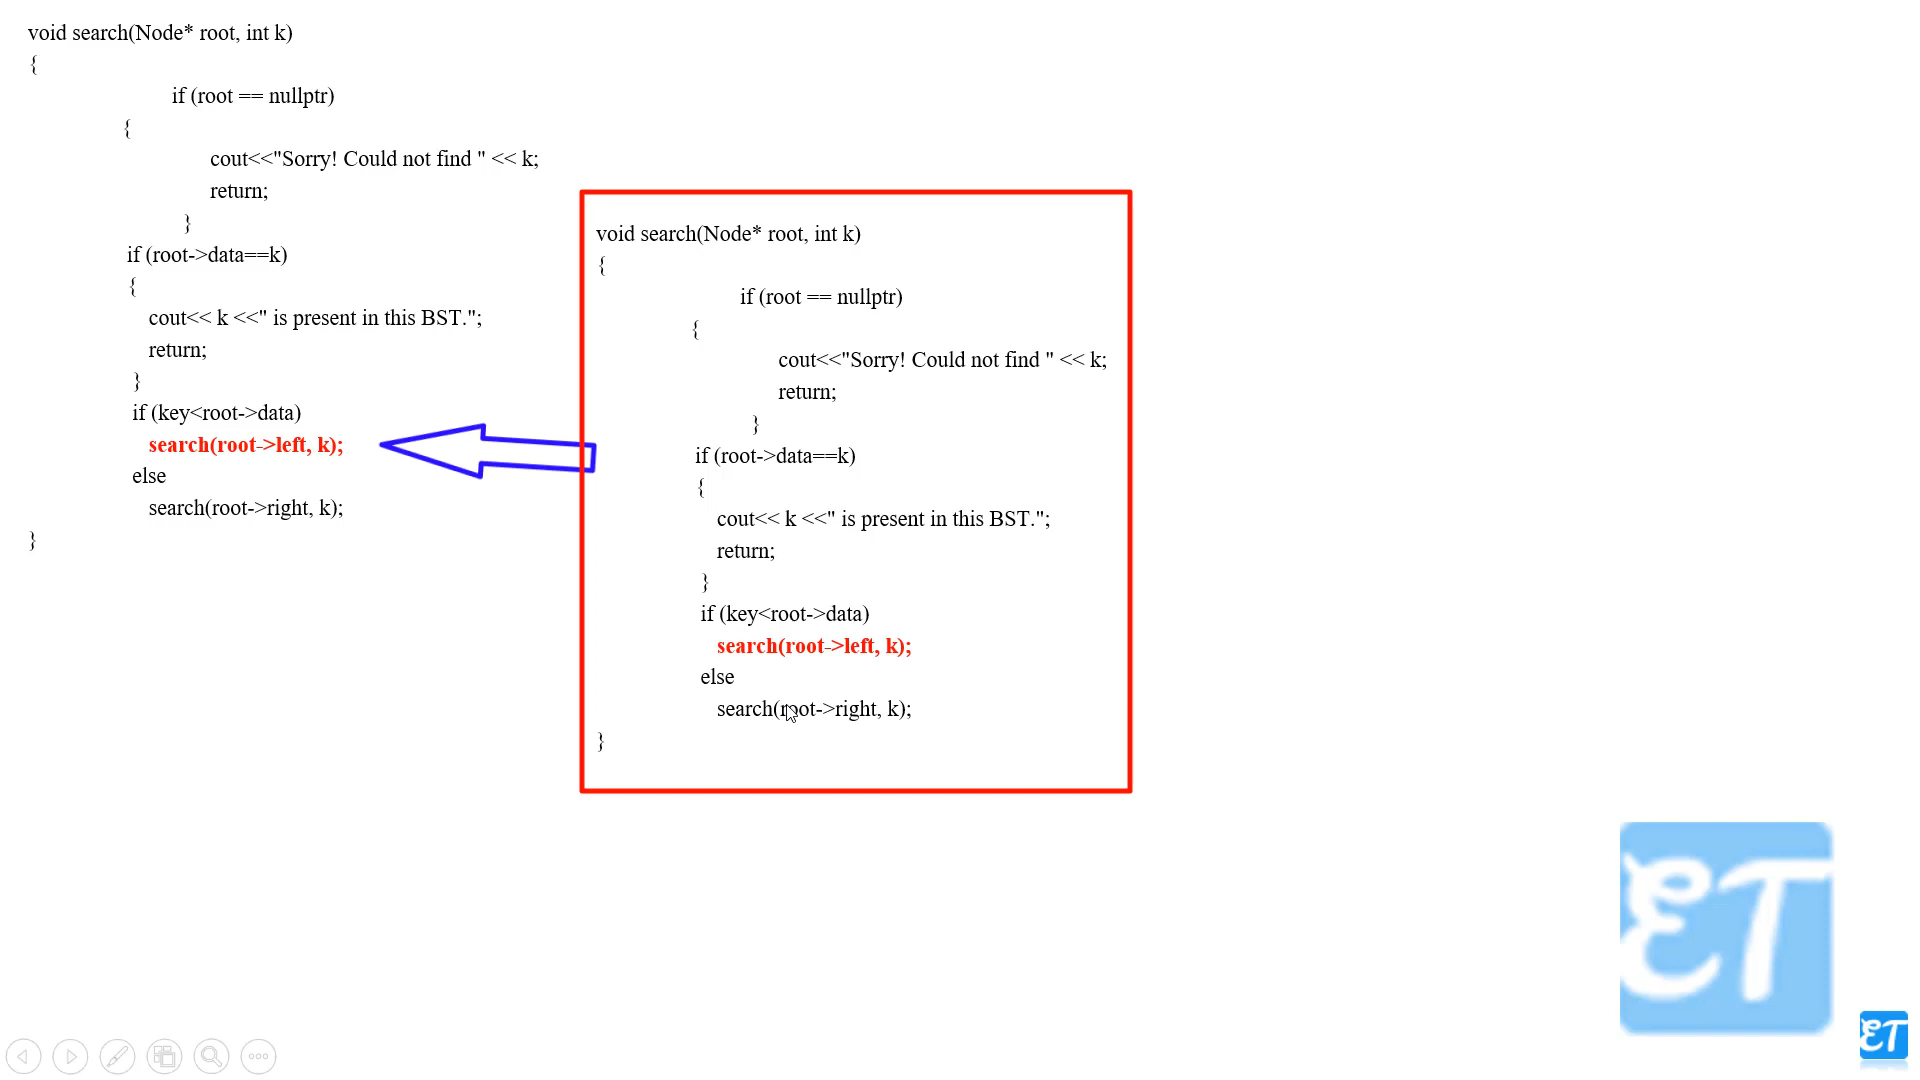 void search(Node* root, int k)
{
if (root == nullptr)
{
cout<<"Sorry! Could not find " << k;
return;
}
if (root->data==k)
{
cout<< k <<" is present in this BST.";
return;
}
if (key<root->data)
search(root->left, k);
else
search(root->right, k);
}
void search(Node* root, int k)
{
if (root == nullptr)
{
cout<<"Sorry! Could not find " << k;
return;
}
if (root->data==k)
{
cout<< k <<" is present in this BST.";
return;
}
if (key<root->data)
search(root->left, k);
else
search(root->right, k);
}
ET
ET